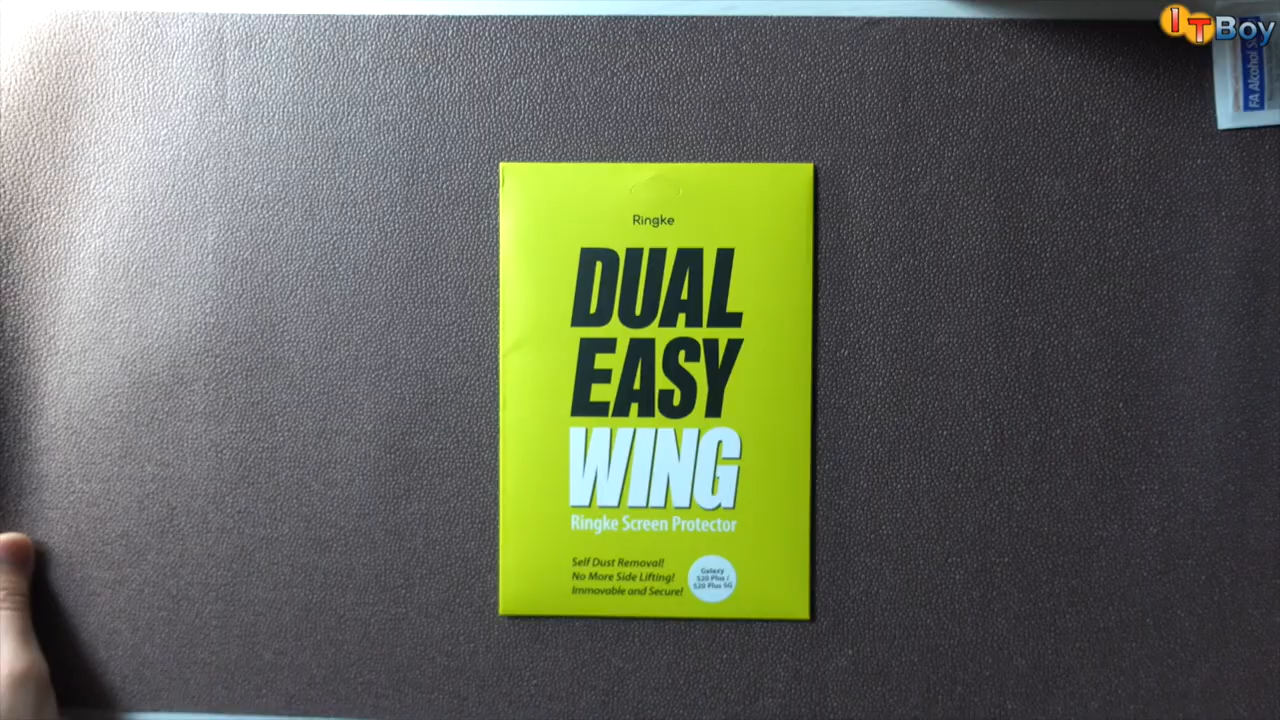 ITBoy
FA Alcohol
Ringke
DUAL
EASY
WING
Ringke Screen Protector
Self Dust Removal!
No More Side Lifting!
Immovable and Secure!
Galaxy
S20 Plus /
S20 Plus 5G